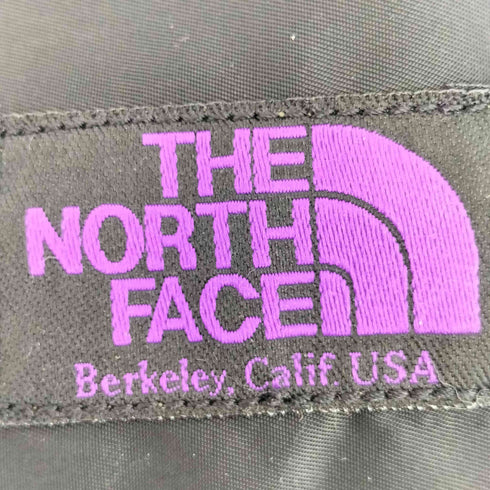 THE
NORTH
FACE
Berkeley, Calif. USA